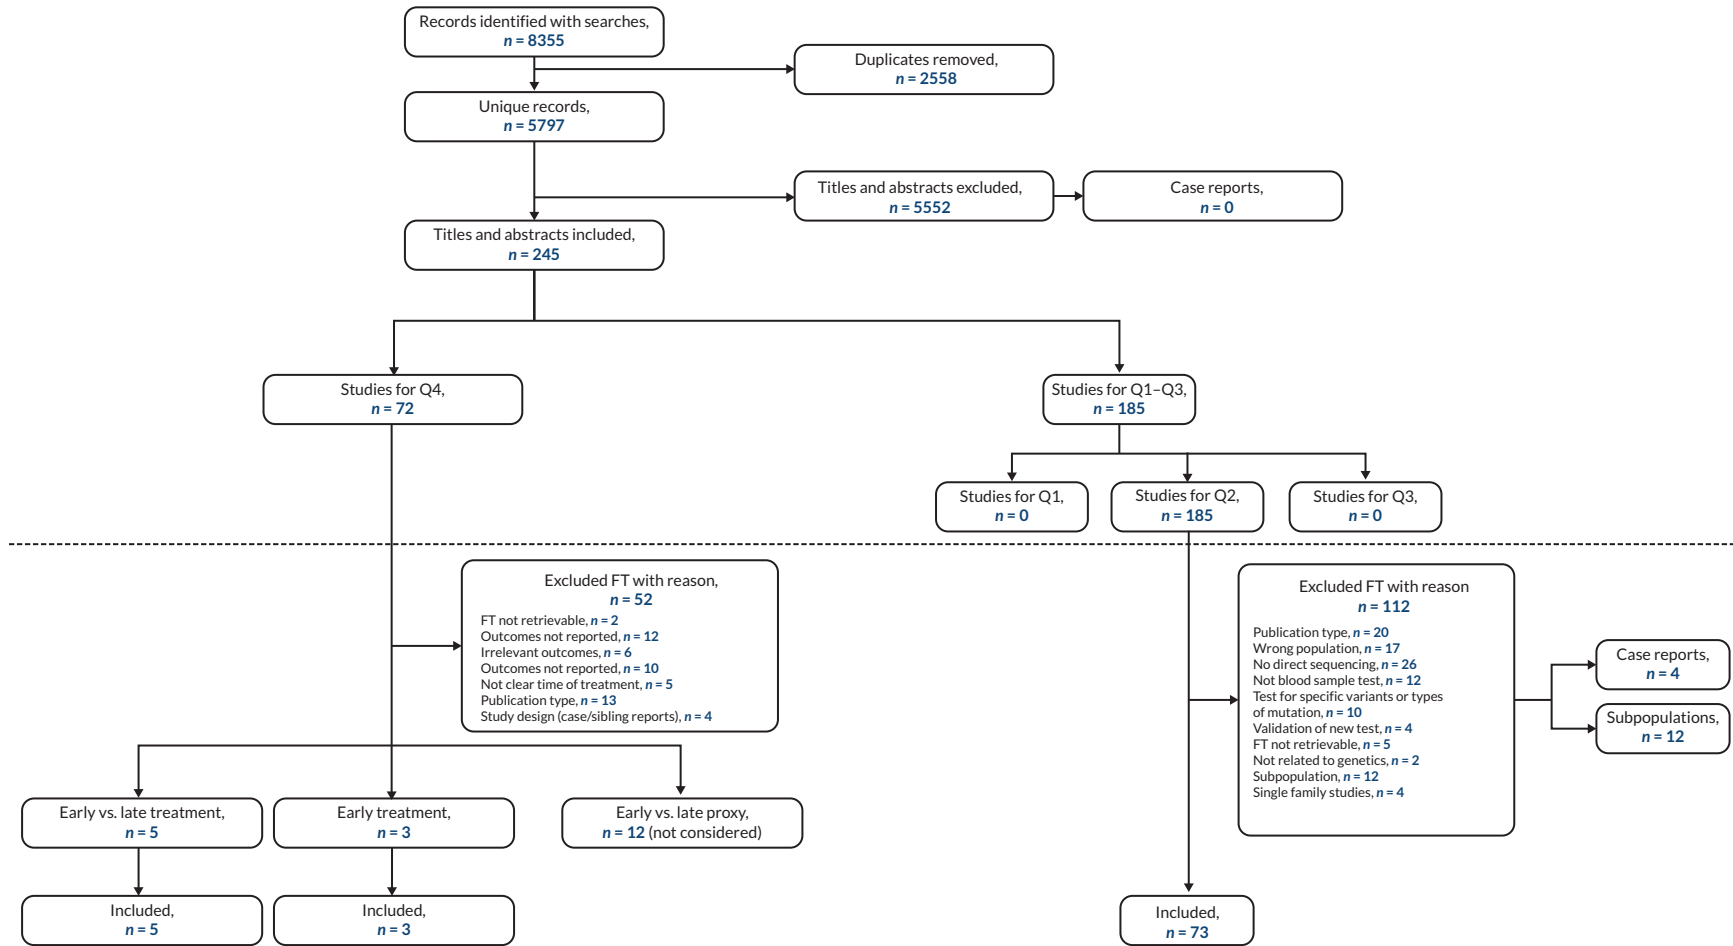 Records identified with searches,
n = 8355
Duplicates removed,
n = 2558
Unique records,
n = 5797
Titles and abstracts excluded,
n = 5552
Case reports,
n = 0
Titles and abstracts included,
n = 245
Studies for Q4,
n = 72
Studies for Q1–Q3,
n = 185
Studies for Q1,
n = 0
Studies for Q2,
n = 185
Studies for Q3,
n = 0
Excluded FT with reason,
n = 52
FT not retrievable, n = 2
Outcomes not reported, n = 12
Irrelevant outcomes, n = 6
Outcomes not reported, n = 10
Not clear time of treatment, n = 5
Publication type, n = 13
Study design (case/sibling reports), n = 4
Excluded FT with reason
n = 112
Publication type, n = 20
Wrong population, n = 17
No direct sequencing, n = 26
Not blood sample test, n = 12
Test for specific variants or types
of mutation, n = 10
Validation of new test, n = 4
FT not retrievable, n = 5
Not related to genetics, n = 2
Subpopulation, n = 12
Single family studies, n = 4
Case reports,
n = 4
Subpopulations,
n = 12
Early vs. late treatment,
n = 5
Early treatment,
n = 3
Early vs. late proxy,
n = 12 (not considered)
Included,
n = 5
Included,
n = 3
Included,
n = 73